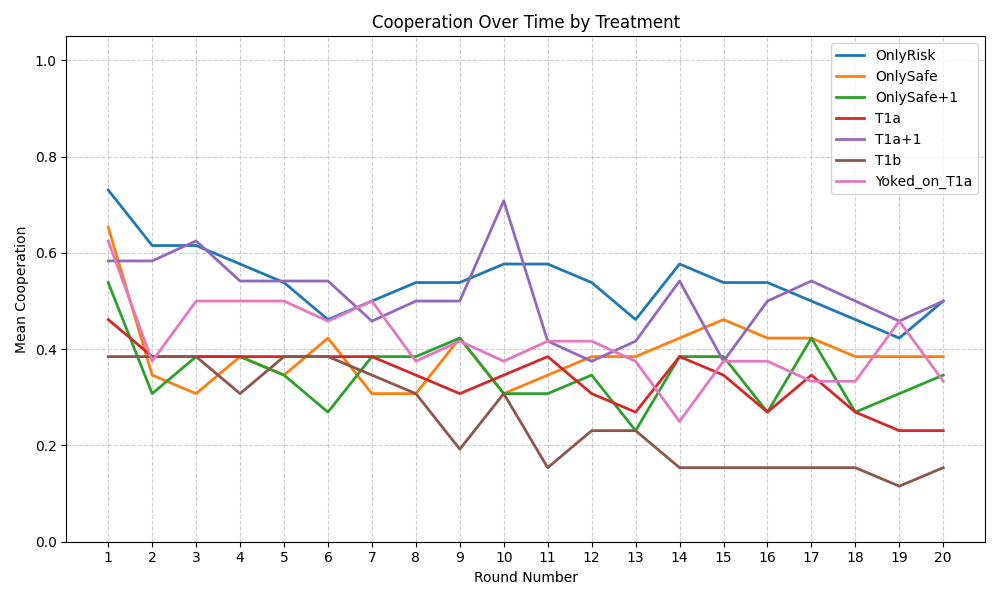 Cooperation Over Time by Treatment
OnlyRisk
OnlySafe
OnlySafe+1
T1a
T1a+1
T1b
Yoked_on_T1a
Mean Cooperation
1.0
0.8
0.6
0.4
0.2
0.0
1 2 3 4 5 6 7 8 9 10 11 12 13 14 15 16 17 18 19 20
Round Number